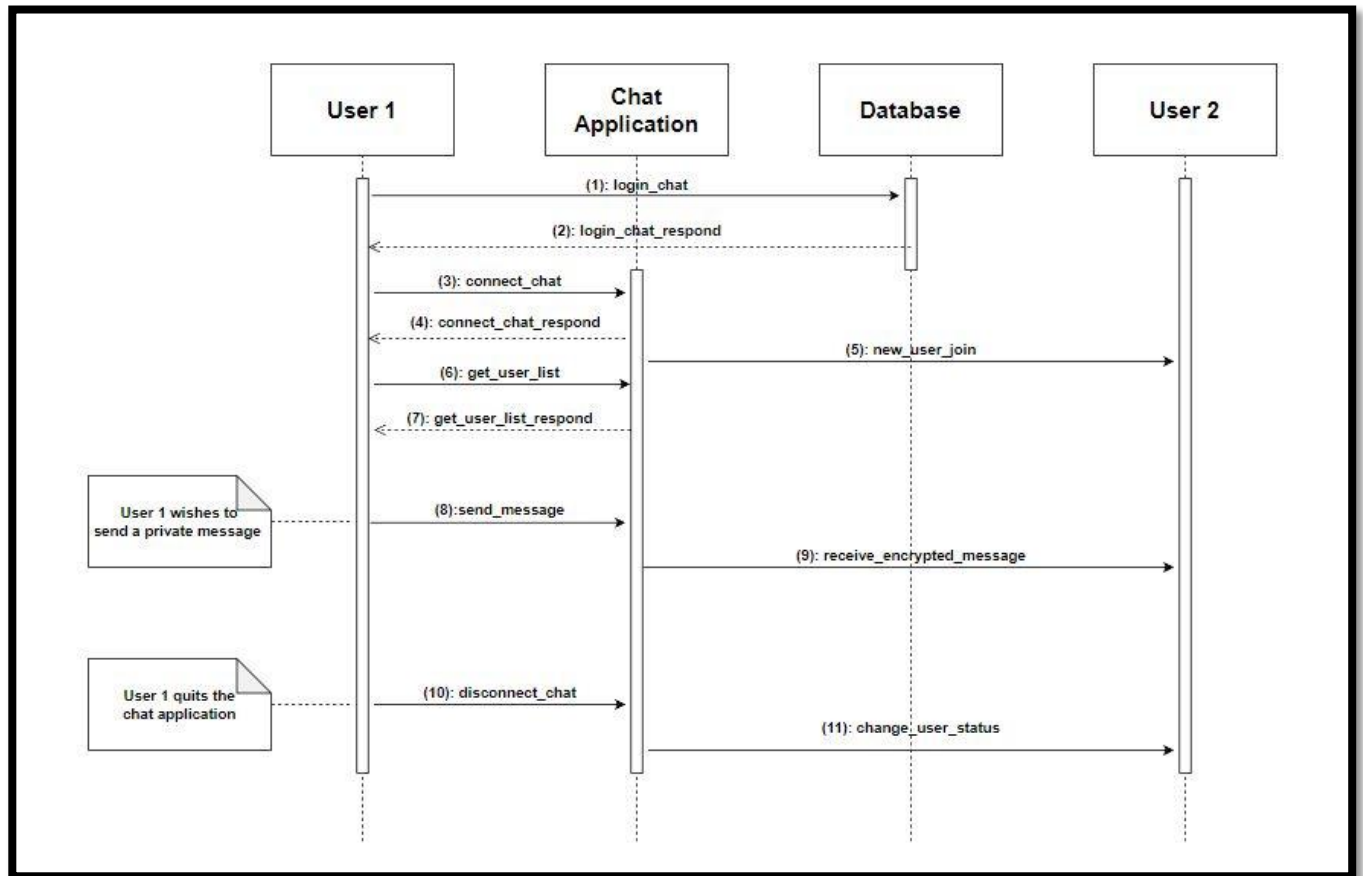 User 1
Chat
Application
Database
User 2
(1): login_chat
(2): login_chat_respond
(3): connect_chat
(4): connect_chat_respond
(5): new_user_join
(6): get_user_list
(7): get_user_list_respond
User 1 wishes to
send a private message
(8):send_message
(9): receive_encrypted_message
User 1 quits the
chat application
(10): disconnect_chat
(11): change_user_status